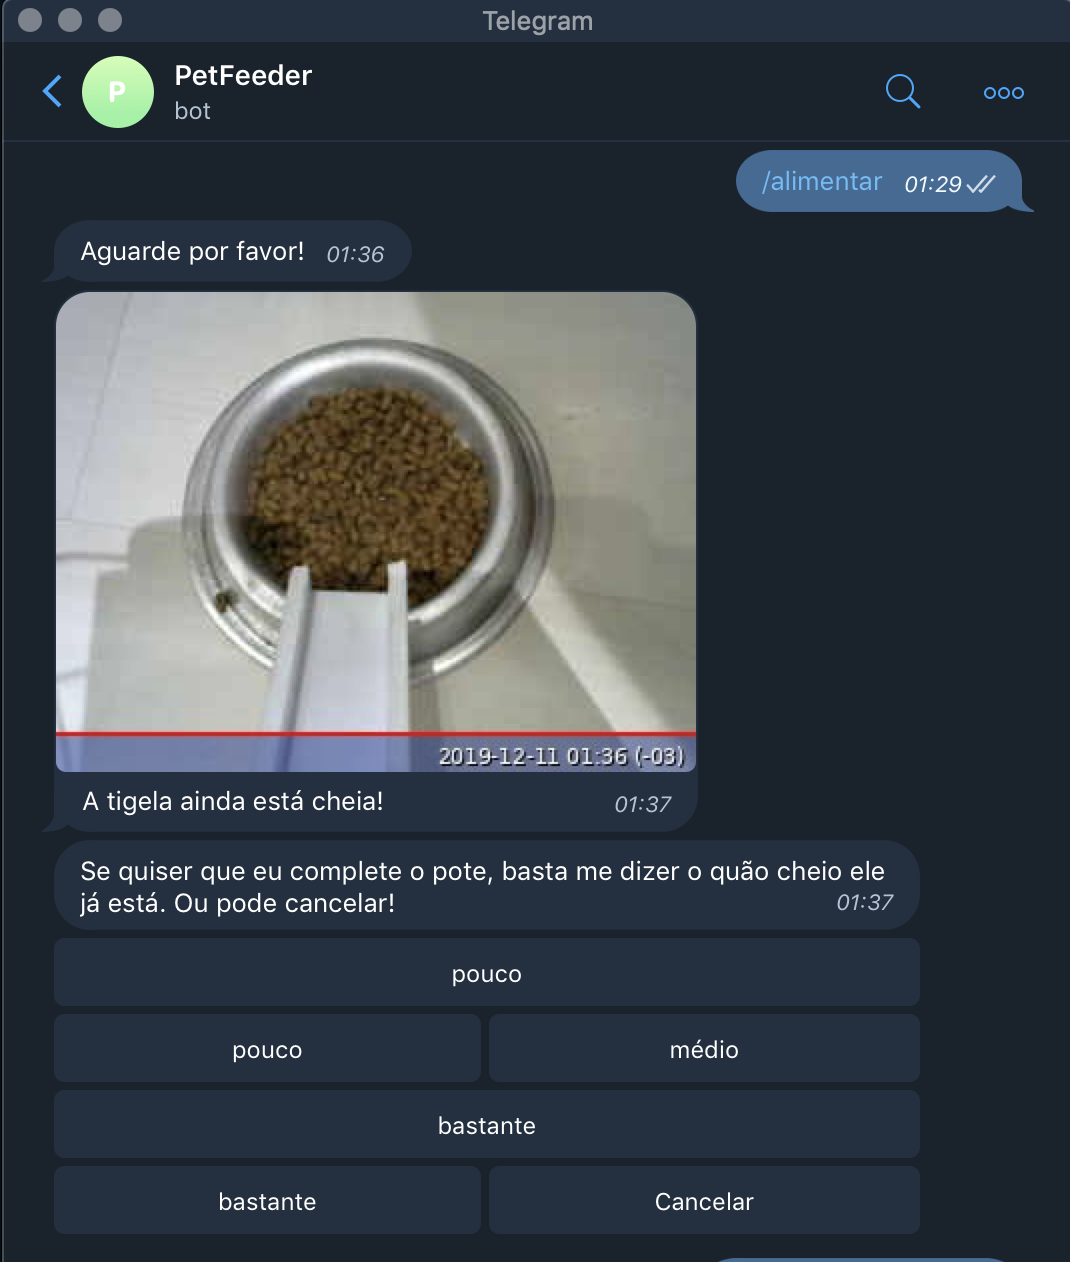 Telegram
P
PetFeeder
bot
/alimentar 01:29
Aguarde por favor! 01:36
2019-12-11 01:36 (-03)
A tigela ainda está cheia! 01:37
Se quiser que eu complete o pote, basta me dizer o quão cheio ele
já está. Ou pode cancelar! 01:37
pouco
pouco médio
bastante
bastante Cancelar